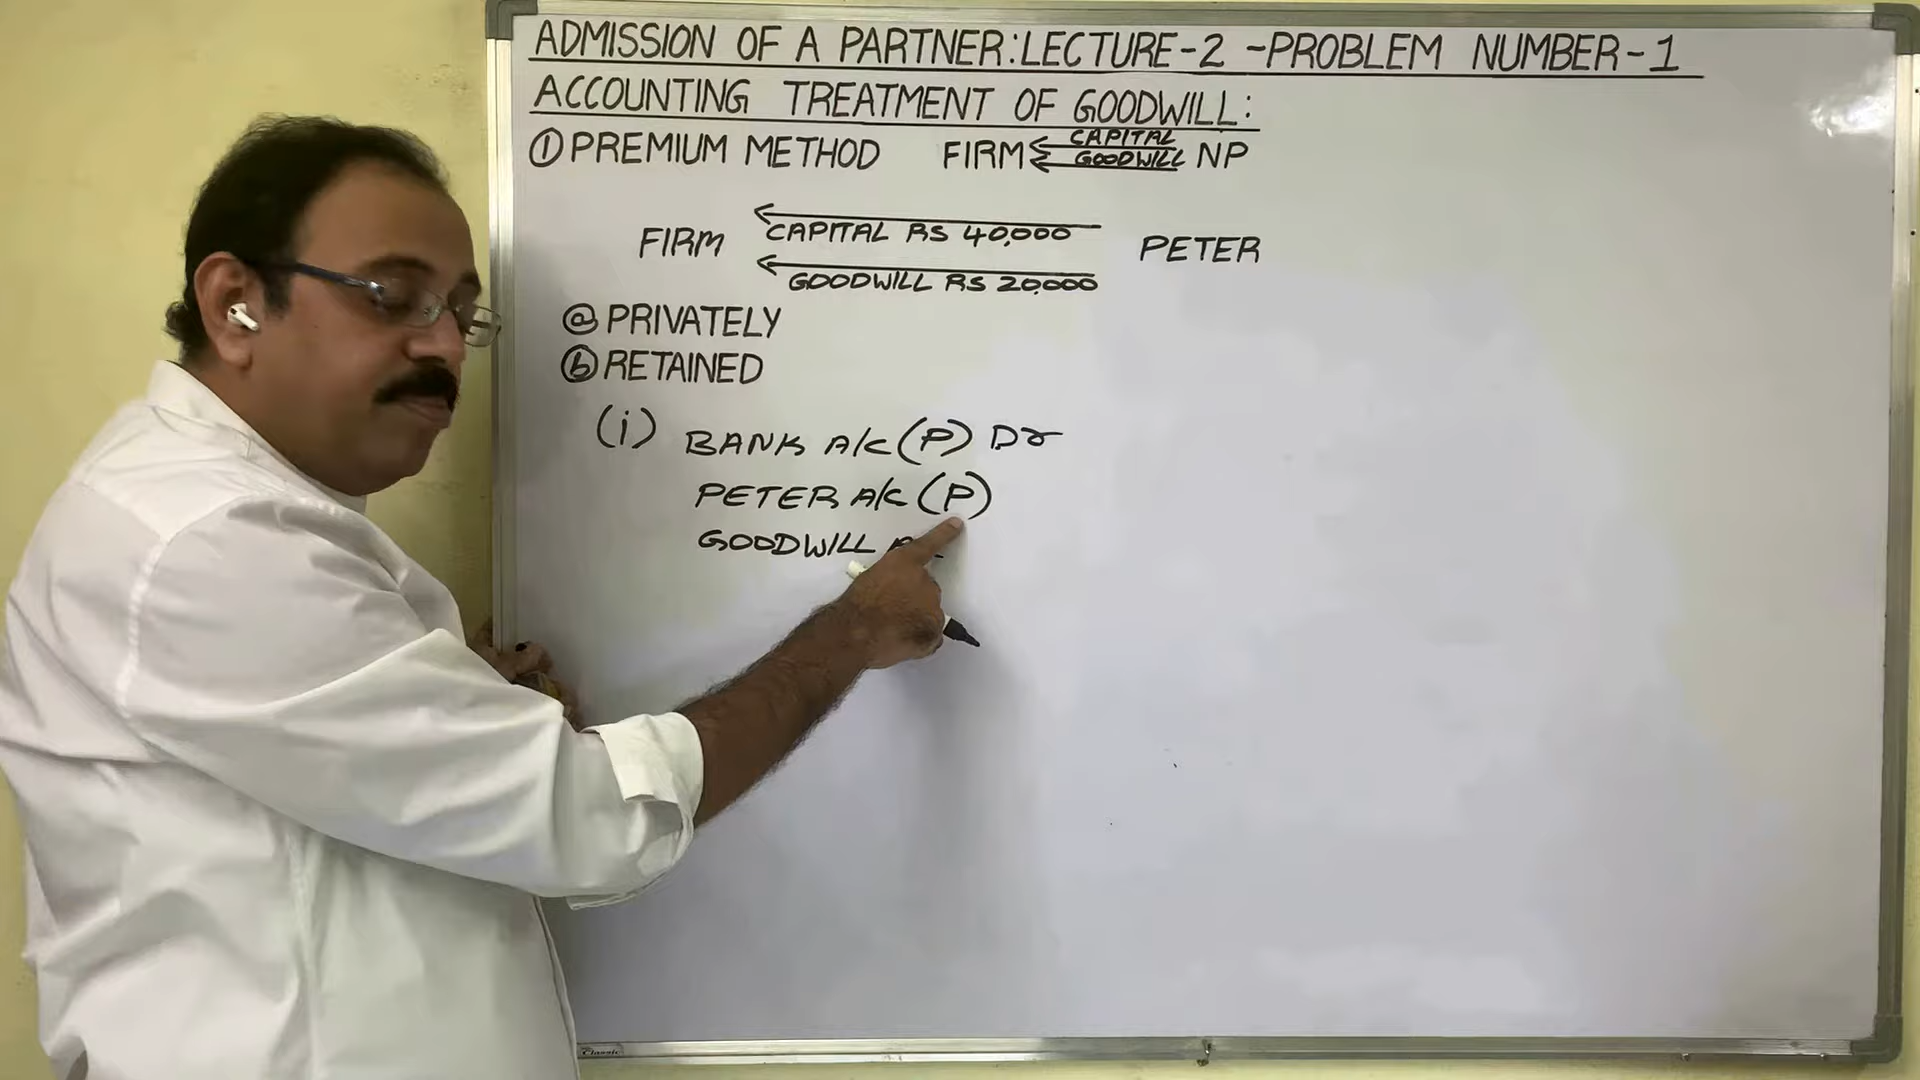 ADMISSION OF A PARTNER: LECTURE-2 -PROBLEM NUMBER-1
ACCOUNTING TREATMENT OF GOODWILL:
① PREMIUM METHOD FIRM CAPITAL GOODWILL NP
FIRM CAPITAL RS 40,000 PETER
GOODWILL RS 20,000
ⓐ PRIVATELY
ⓑ RETAINED
(i) BANK A/C (P) Dr
PETER A/C (P)
GOODWILL
Classic